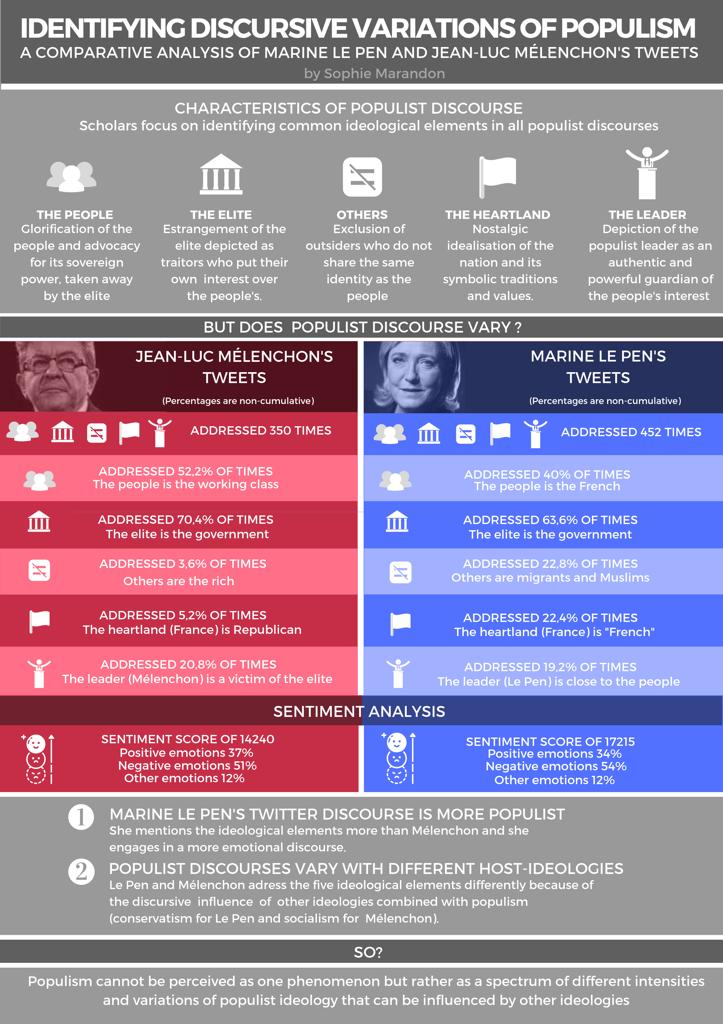 IDENTIFYING DISCURSIVE VARIATIONS OF POPULISM
A COMPARATIVE ANALYSIS OF MARINE LE PEN AND JEAN-LUC MÉLENCHON'S TWEETS
by Sophie Marandon
CHARACTERISTICS OF POPULIST DISCOURSE
Scholars focus on identifying common ideological elements in all populist discourses
THE PEOPLE
Glorification of the
people and advocacy
for its sovereign
power, taken away
by the elite
THE ELITE
Estrangement of the
elite depicted as
traitors who put their
own interest over
the people's.
OTHERS
Exclusion of
outsiders who do not
share the same
identity as the
people
THE HEARTLAND
Nostalgic
idealisation of the
nation and its
symbolic traditions
and values.
THE LEADER
Depiction of the
populist leader as an
authentic and
powerful guardian of
the people's interest
BUT DOES POPULIST DISCOURSE VARY ?
JEAN-LUC MÉLENCHON'S
TWEETS
(Percentages are non-cumulative)
ADDRESSED 350 TIMES
ADDRESSED 52,2% OF TIMES
The people is the working class
ADDRESSED 70,4% OF TIMES
The elite is the government
ADDRESSED 3,6% OF TIMES
Others are the rich
ADDRESSED 5,2% OF TIMES
The heartland (France) is Republican
ADDRESSED 20,8% OF TIMES
The leader (Mélenchon) is a victim of the elite
MARINE LE PEN'S
TWEETS
(Percentages are non-cumulative)
ADDRESSED 452 TIMES
ADDRESSED 40% OF TIMES
The people is the French
ADDRESSED 63,6% OF TIMES
The elite is the government
ADDRESSED 22,8% OF TIMES
Others are migrants and Muslims
ADDRESSED 22,4% OF TIMES
The heartland (France) is "French"
ADDRESSED 19,2% OF TIMES
The leader (Le Pen) is close to the people
SENTIMENT ANALYSIS
SENTIMENT SCORE OF 14240
Positive emotions 37%
Negative emotions 51%
Other emotions 12%
SENTIMENT SCORE OF 17215
Positive emotions 34%
Negative emotions 54%
Other emotions 12%
1 MARINE LE PEN'S TWITTER DISCOURSE IS MORE POPULIST
She mentions the ideological elements more than Mélenchon and she
engages in a more emotional discourse.
2 POPULIST DISCOURSES VARY WITH DIFFERENT HOST-IDEOLOGIES
Le Pen and Mélenchon adress the five ideological elements differently because of
the discursive influence of other ideologies combined with populism
(conservatism for Le Pen and socialism for Mélenchon).
SO?
Populism cannot be perceived as one phenomenon but rather as a spectrum of different intensities
and variations of populist ideology that can be influenced by other ideologies